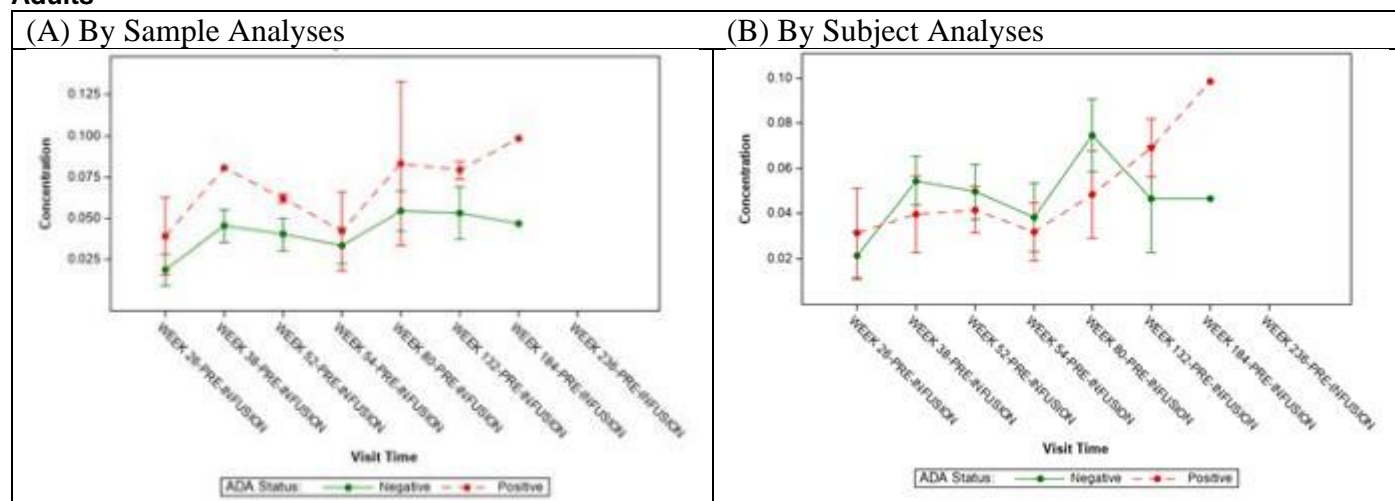 Adults
(A) By Sample Analyses
(B) By Subject Analyses
0.125
0.100
0.075
0.050
0.025
Concentration
WEEK 26-PRE-INFUSION
WEEK 38-PRE-INFUSION
WEEK 52-PRE-INFUSION
WEEK 54-PRE-INFUSION
WEEK 80-PRE-INFUSION
WEEK 132-PRE-INFUSION
WEEK 184-PRE-INFUSION
WEEK 236-PRE-INFUSION
Visit Time
ADA Status: Negative Positive
0.10
0.08
0.06
0.04
0.02
Concentration
WEEK 26-PRE-INFUSION
WEEK 38-PRE-INFUSION
WEEK 52-PRE-INFUSION
WEEK 54-PRE-INFUSION
WEEK 80-PRE-INFUSION
WEEK 132-PRE-INFUSION
WEEK 184-PRE-INFUSION
WEEK 236-PRE-INFUSION
Visit Time
ADA Status: Negative Positive